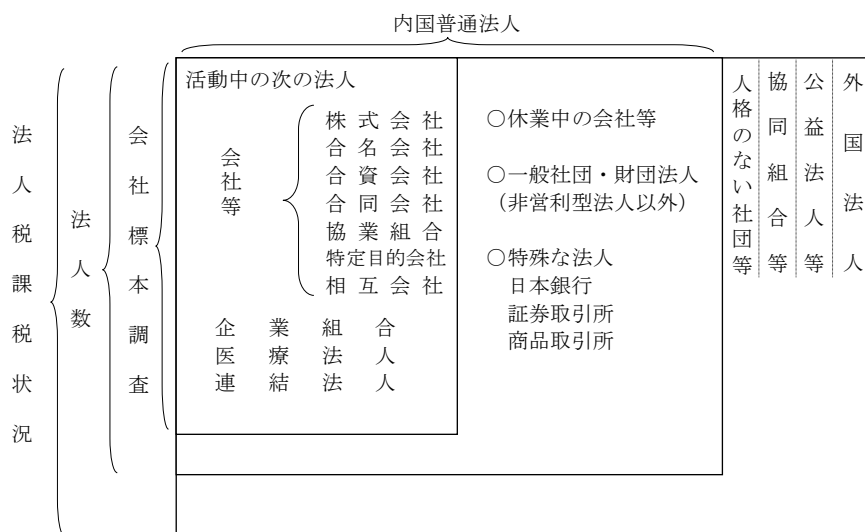 内国普通法人
法人税課税状況
法人数
会社標本調査
活動中の次の法人
会社等
株式会社
合名会社
合資会社
合同会社
協業組合
特定目的会社
相互会社
企業組合
医療法人
連結法人
○休業中の会社等
○一般社団・財団法人
（非営利型法人以外）
○特殊な法人
日本銀行
証券取引所
商品取引所
人格のない社団等
協同組合等
公益法人等
外国法人